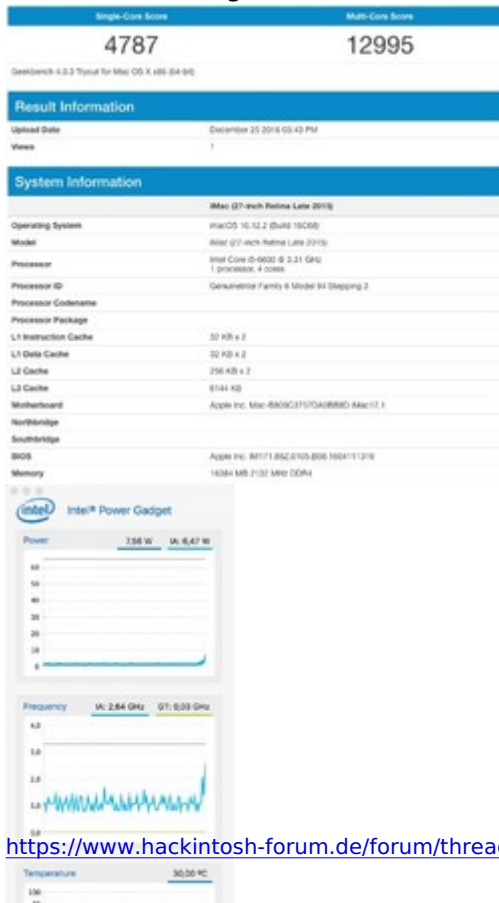 Single-Core Score
Multi-Core Score
4787
12995
Geekbench 4.0.3 Tryout for Mac OS X x86 (64-bit)
Result Information
Upload Date
December 25 2016 03:43 PM
Views
1
System Information
iMac (27-inch Retina Late 2015)
Operating System
macOS 10.12.2 (Build 16C68)
Model
iMac (27-inch Retina Late 2015)
Processor
Intel Core i5-6600 @ 3.31 GHz
1 processor, 4 cores
Processor ID
GenuineIntel Family 6 Model 94 Stepping 3
Processor Codename
Processor Package
L1 Instruction Cache
32 KB x 2
L1 Data Cache
32 KB x 2
L2 Cache
256 KB x 2
L3 Cache
6144 KB
Motherboard
Apple Inc. iMac17,1
Northbridge
Southbridge
BIOS
Apple Inc.
Memory
16384 MB 2132 MHz DDR4
intel
Intel® Power Gadget
Power
7,58 W
IA: 6,47 W
60
50
40
30
20
10
0
Frequency
IA: 2,64 GHz
GT: 0,03 GHz
4,0
3,0
2,0
1,0
0,0
https://www.hackintosh-forum.de/forum/threa
Temperature
30,00 ºC
100